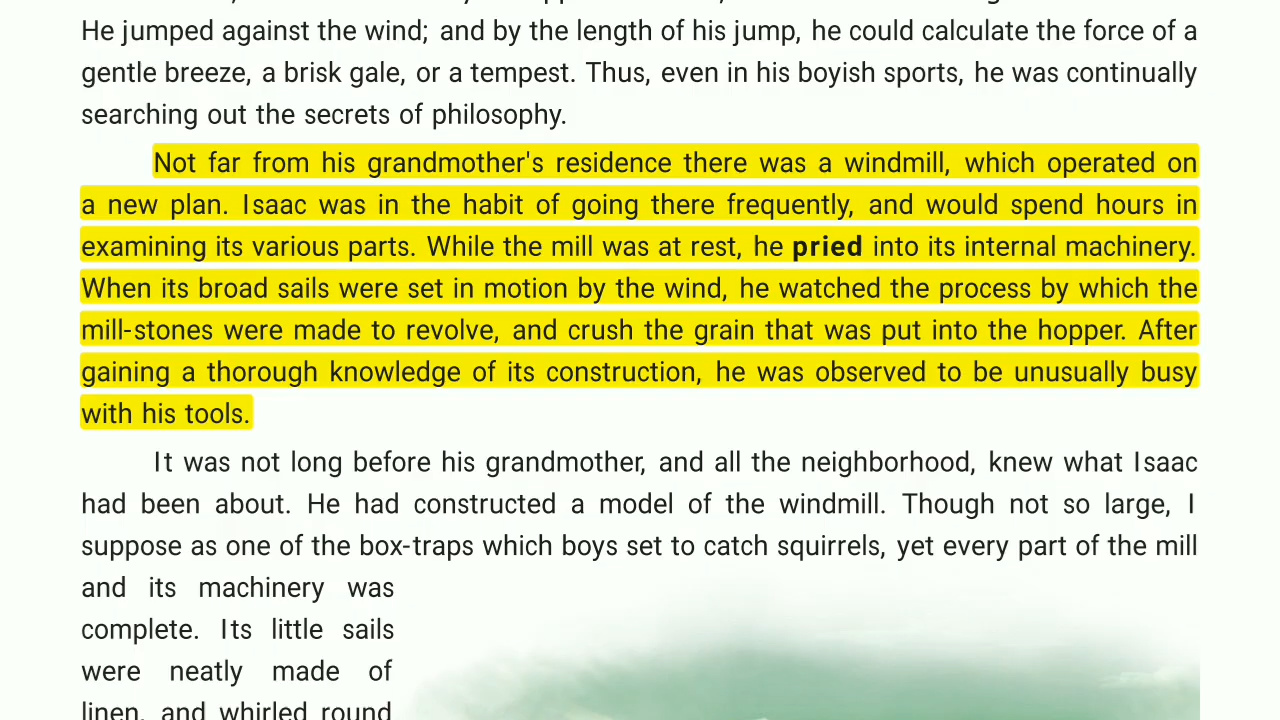 He jumped against the wind; and by the length of his jump, he could calculate the force of a
gentle breeze, a brisk gale, or a tempest. Thus, even in his boyish sports, he was continually
searching out the secrets of philosophy.
Not far from his grandmother's residence there was a windmill, which operated on
a new plan. Isaac was in the habit of going there frequently, and would spend hours in
examining its various parts. While the mill was at rest, he pried into its internal machinery.
When its broad sails were set in motion by the wind, he watched the process by which the
mill-stones were made to revolve, and crush the grain that was put into the hopper. After
gaining a thorough knowledge of its construction, he was observed to be unusually busy
with his tools.
It was not long before his grandmother, and all the neighborhood, knew what Isaac
had been about. He had constructed a model of the windmill. Though not so large, I
suppose as one of the box-traps which boys set to catch squirrels, yet every part of the mill
and its machinery was
complete. Its little sails
were neatly made of
linen, and whirled round